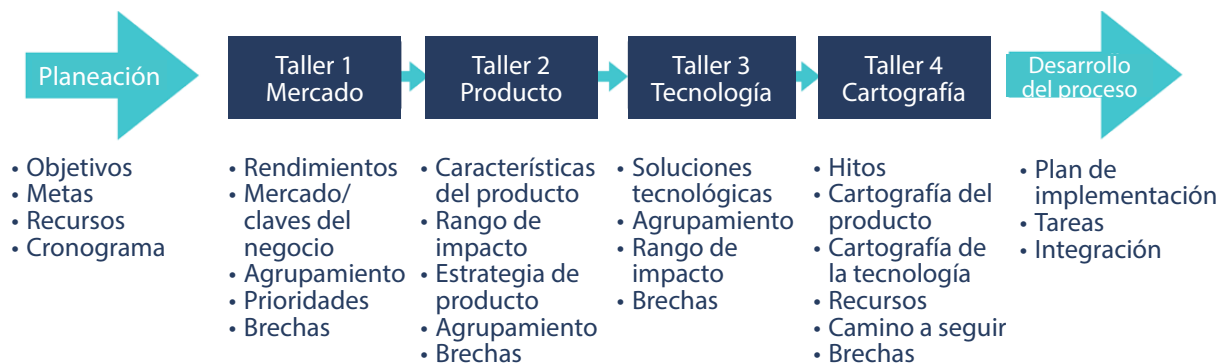 Planeación
• Objetivos
• Metas
• Recursos
• Cronograma
Taller 1
Mercado
• Rendimientos
• Mercado/
claves del
negocio
• Agrupamiento
• Prioridades
• Brechas
Taller 2
Producto
• Características
del producto
• Rango de
impacto
• Estrategia de
producto
• Agrupamiento
• Brechas
Taller 3
Tecnología
• Soluciones
tecnológicas
• Agrupamiento
• Rango de
impacto
• Brechas
Taller 4
Cartografía
• Hitos
• Cartografía del
producto
• Cartografía de
la tecnología
• Recursos
• Camino a seguir
• Brechas
Desarrollo
del proceso
• Plan de
implementación
• Tareas
• Integración